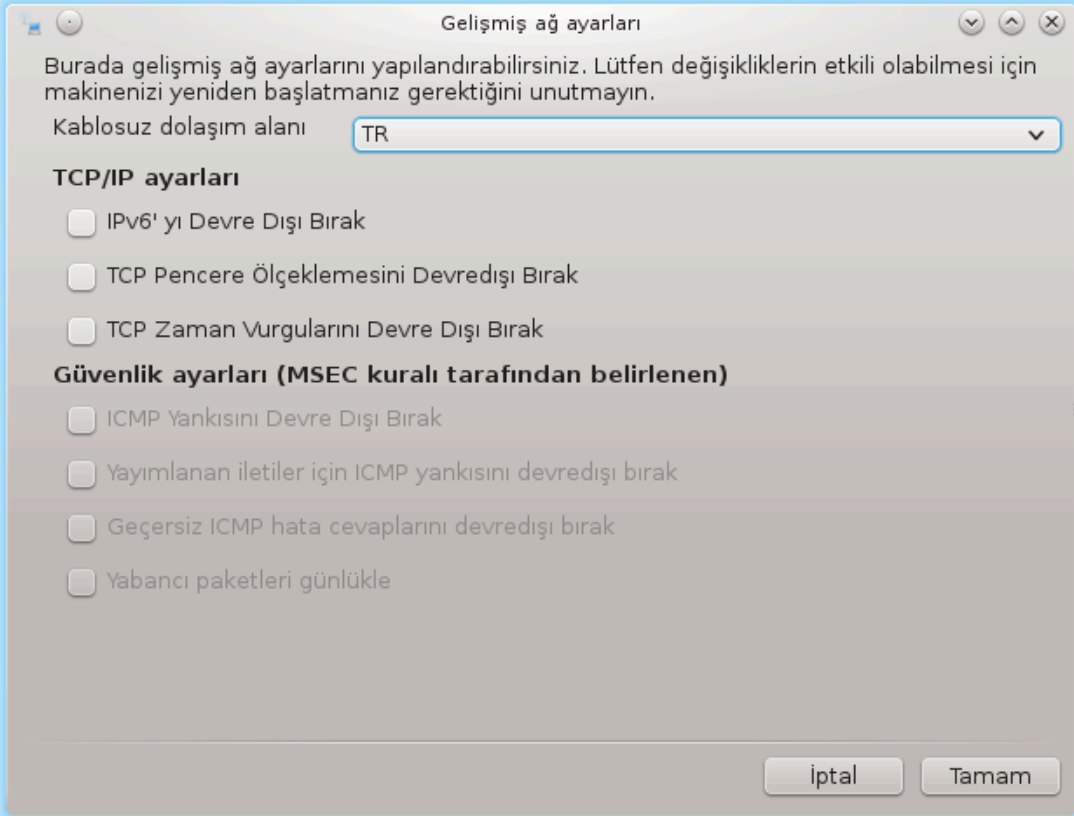 Gelişmiş ağ ayarları
Burada gelişmiş ağ ayarlarını yapılandırabilirsiniz. Lütfen değişikliklerin etkili olabilmesi için
makinenizi yeniden başlatmanız gerektiğini unutmayın.
Kablosuz dolaşım alanı TR
TCP/IP ayarları
IPv6' yı Devre Dışı Bırak
TCP Pencere Ölçeklemesini Devredışı Bırak
TCP Zaman Vurgularını Devre Dışı Bırak
Güvenlik ayarları (MSEC kuralı tarafından belirlenen)
ICMP Yankısını Devre Dışı Bırak
Yayımlanan iletiler için ICMP yankısını devredışı bırak
Geçersiz ICMP hata cevaplarını devredışı bırak
Yabancı paketleri günlükle
İptal Tamam